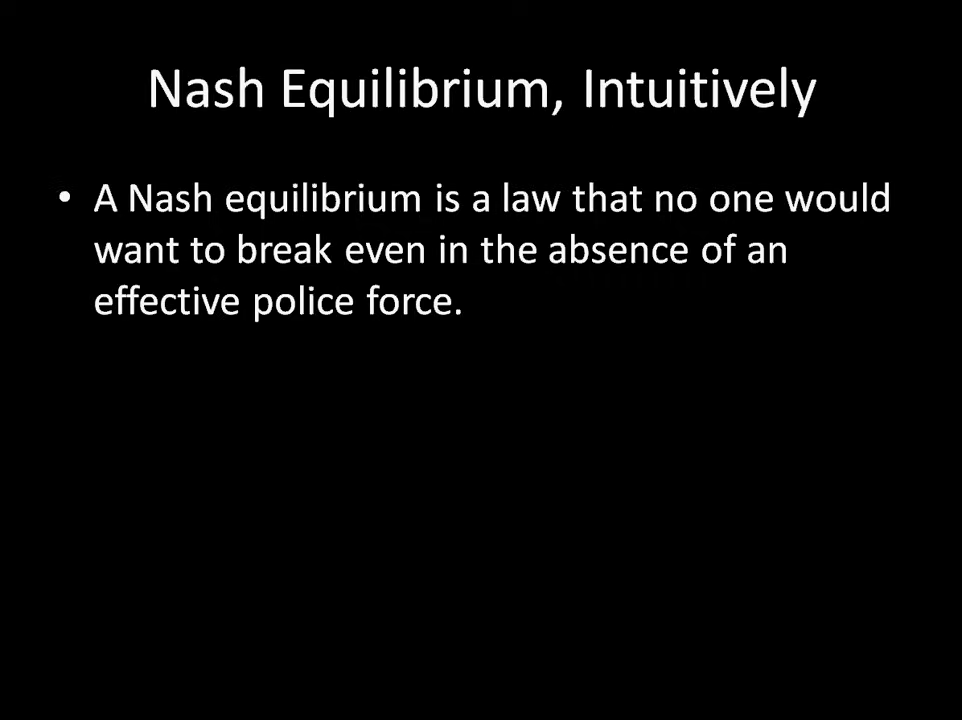 Nash Equilibrium, Intuitively
• A Nash equilibrium is a law that no one would
want to break even in the absence of an
effective police force.